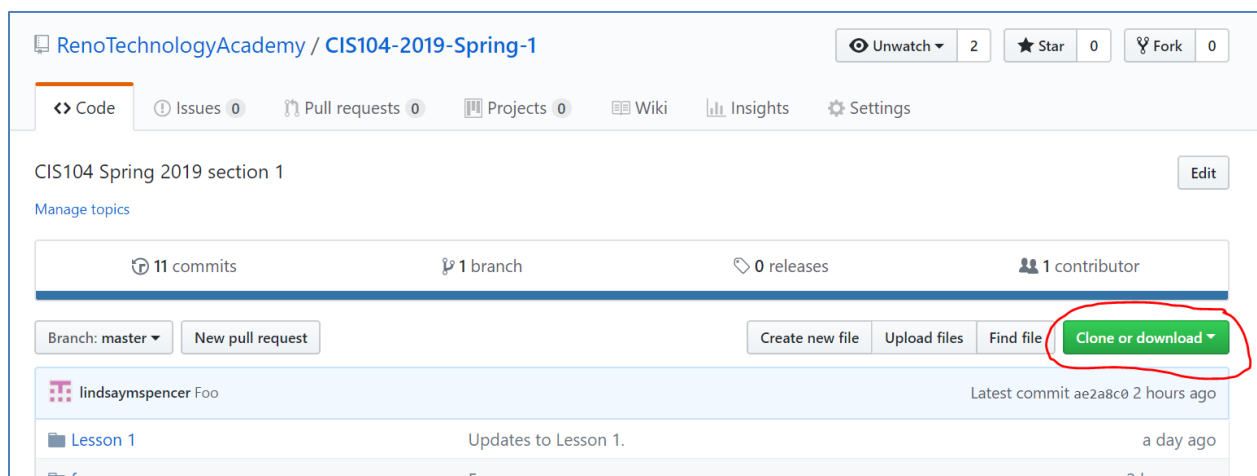 RenoTechnologyAcademy / CIS104-2019-Spring-1
Unwatch 2 Star 0 Fork 0
Code Issues 0 Pull requests 0 Projects 0 Wiki Insights Settings
CIS104 Spring 2019 section 1
Edit
Manage topics
11 commits 1 branch 0 releases 1 contributor
Branch: master New pull request Create new file Upload files Find file Clone or download
lindsaymspencer Foo Latest commit ae2a8c0 2 hours ago
Lesson 1 Updates to Lesson 1. a day ago